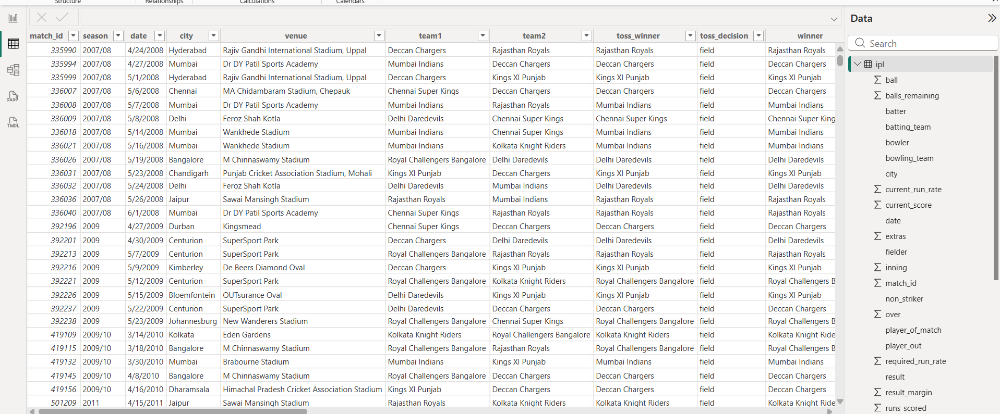 Structure Relationships Calculations Calendars
match_id season date city venue team1 team2 toss_winner toss_decision winner
335990 2007/08 4/24/2008 Hyderabad Rajiv Gandhi International Stadium, Uppal Deccan Chargers Rajasthan Royals Rajasthan Royals field Rajasthan Royals
335994 2007/08 4/27/2008 Mumbai Dr DY Patil Sports Academy Mumbai Indians Deccan Chargers Deccan Chargers field Deccan Chargers
335999 2007/08 5/1/2008 Hyderabad Rajiv Gandhi International Stadium, Uppal Deccan Chargers Kings XI Punjab Kings XI Punjab field Kings XI Punjab
336007 2007/08 5/6/2008 Chennai MA Chidambaram Stadium, Chepauk Chennai Super Kings Deccan Chargers Deccan Chargers field Deccan Chargers
336008 2007/08 5/7/2008 Mumbai Dr DY Patil Sports Academy Mumbai Indians Rajasthan Royals Mumbai Indians field Mumbai Indians
336009 2007/08 5/8/2008 Delhi Feroz Shah Kotla Delhi Daredevils Chennai Super Kings Chennai Super Kings field Chennai Super King
336018 2007/08 5/14/2008 Mumbai Wankhede Stadium Mumbai Indians Chennai Super Kings Mumbai Indians field Mumbai Indians
336021 2007/08 5/16/2008 Mumbai Wankhede Stadium Mumbai Indians Kolkata Knight Riders Mumbai Indians field Mumbai Indians
336026 2007/08 5/19/2008 Bangalore M Chinnaswamy Stadium Royal Challengers Bangalore Delhi Daredevils Delhi Daredevils field Delhi Daredevils
336031 2007/08 5/23/2008 Chandigarh Punjab Cricket Association Stadium, Mohali Kings XI Punjab Deccan Chargers Kings XI Punjab field Kings XI Punjab
336032 2007/08 5/24/2008 Delhi Feroz Shah Kotla Delhi Daredevils Mumbai Indians Delhi Daredevils field Delhi Daredevils
336036 2007/08 5/26/2008 Jaipur Sawai Mansingh Stadium Rajasthan Royals Mumbai Indians Rajasthan Royals field Rajasthan Royals
336040 2007/08 6/1/2008 Mumbai Dr DY Patil Sports Academy Chennai Super Kings Rajasthan Royals Rajasthan Royals field Rajasthan Royals
392196 2009 4/27/2009 Durban Kingsmead Chennai Super Kings Deccan Chargers Deccan Chargers field Deccan Chargers
392201 2009 4/30/2009 Centurion SuperSport Park Deccan Chargers Delhi Daredevils Delhi Daredevils field Delhi Daredevils
392213 2009 5/7/2009 Centurion SuperSport Park Royal Challengers Bangalore Rajasthan Royals Rajasthan Royals field Rajasthan Royals
392216 2009 5/9/2009 Kimberley De Beers Diamond Oval Deccan Chargers Kings XI Punjab Kings XI Punjab field Kings XI Punjab
392221 2009 5/12/2009 Centurion SuperSport Park Royal Challengers Bangalore Kolkata Knight Riders Royal Challengers Bangalore field Royal Challengers B
392226 2009 5/15/2009 Bloemfontein OUTsurance Oval Delhi Daredevils Kings XI Punjab Kings XI Punjab field Kings XI Punjab
392237 2009 5/22/2009 Centurion SuperSport Park Delhi Daredevils Deccan Chargers Deccan Chargers field Deccan Chargers
392238 2009 5/23/2009 Johannesburg New Wanderers Stadium Royal Challengers Bangalore Chennai Super Kings Royal Challengers Bangalore field Royal Challengers B
419109 2009/10 3/14/2010 Kolkata Eden Gardens Kolkata Knight Riders Royal Challengers Bangalore Kolkata Knight Riders field Kolkata Knight Ride
419115 2009/10 3/18/2010 Bangalore M Chinnaswamy Stadium Royal Challengers Bangalore Rajasthan Royals Royal Challengers Bangalore field Royal Challengers B
419132 2009/10 3/30/2010 Mumbai Brabourne Stadium Mumbai Indians Kings XI Punjab Mumbai Indians field Mumbai Indians
419145 2009/10 4/8/2010 Bangalore M Chinnaswamy Stadium Royal Challengers Bangalore Deccan Chargers Deccan Chargers field Deccan Chargers
419156 2009/10 4/16/2010 Dharamsala Himachal Pradesh Cricket Association Stadium Kings XI Punjab Deccan Chargers Deccan Chargers field Deccan Chargers
501209 2011 4/15/2011 Jaipur Sawai Mansingh Stadium Rajasthan Royals Kolkata Knight Riders Kolkata Knight Riders field Kolkata Knight Ride
DAX
TMDL
Data
Search
ipl
ball
balls_remaining
batter
batting_team
bowler
bowling_team
city
current_run_rate
current_score
date
extras
fielder
inning
match_id
non_striker
over
player_of_match
player_out
required_run_rate
result
result_margin
runs_scored